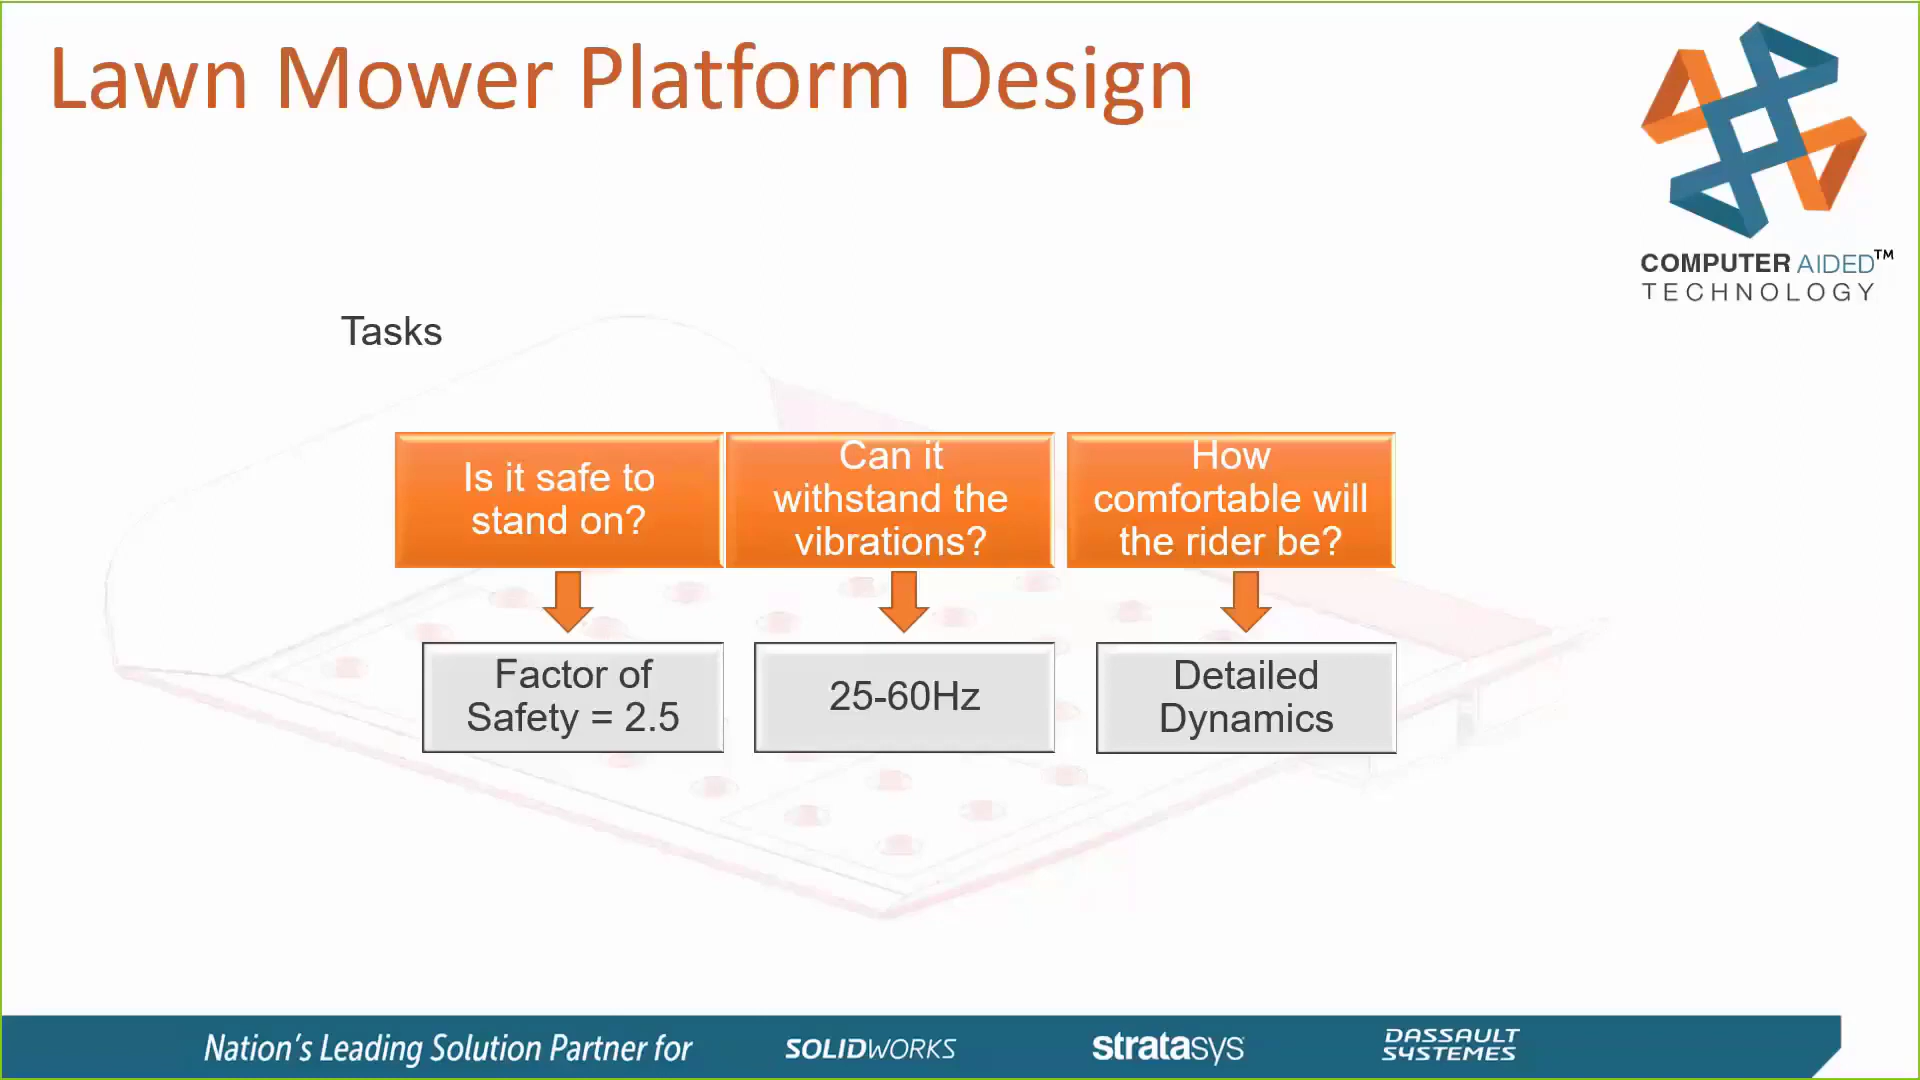 Lawn Mower Platform Design
COMPUTER AIDED™
TECHNOLOGY
Tasks
Is it safe to
stand on?
Can it
withstand the
vibrations?
How
comfortable will
the rider be?
Factor of
Safety = 2.5
25-60Hz
Detailed
Dynamics
Nation's Leading Solution Partner for
SOLIDWORKS
stratasys
DASSAULT
SYSTEMES